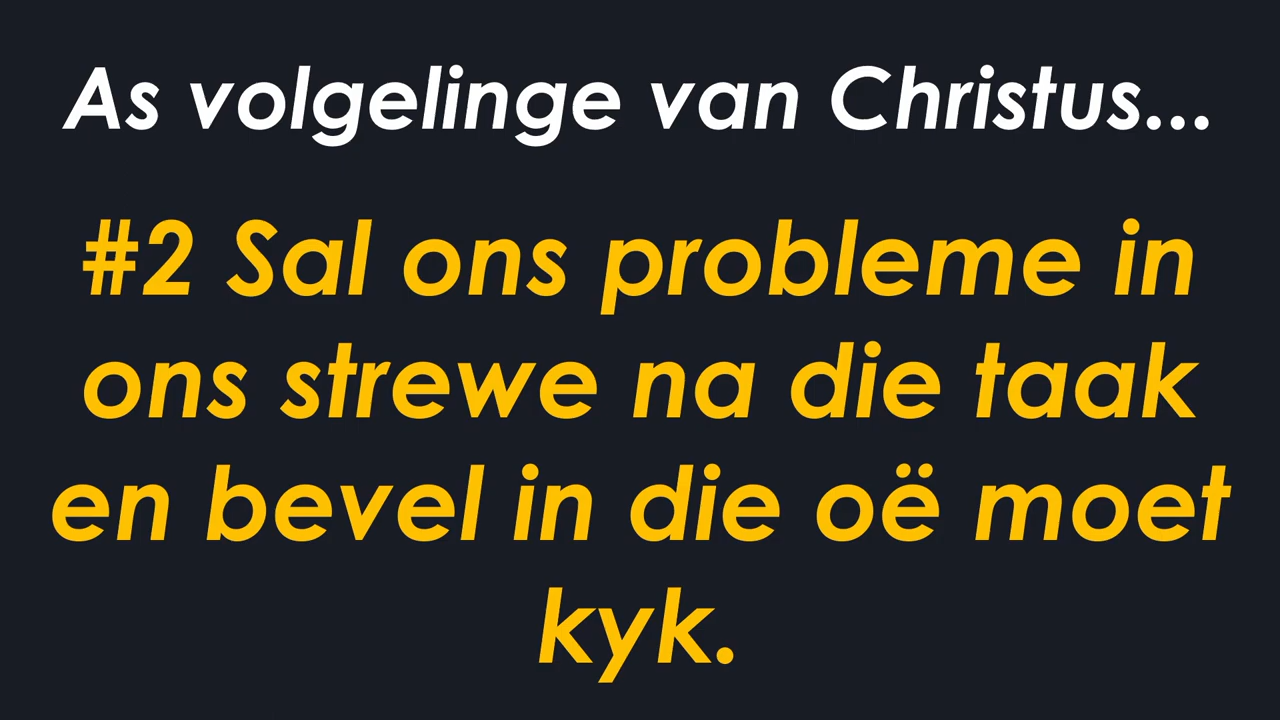 As volgelinge van Christus...
#2 Sal ons probleme in
ons strewe na die taak
en bevel in die oë moet
kyk.